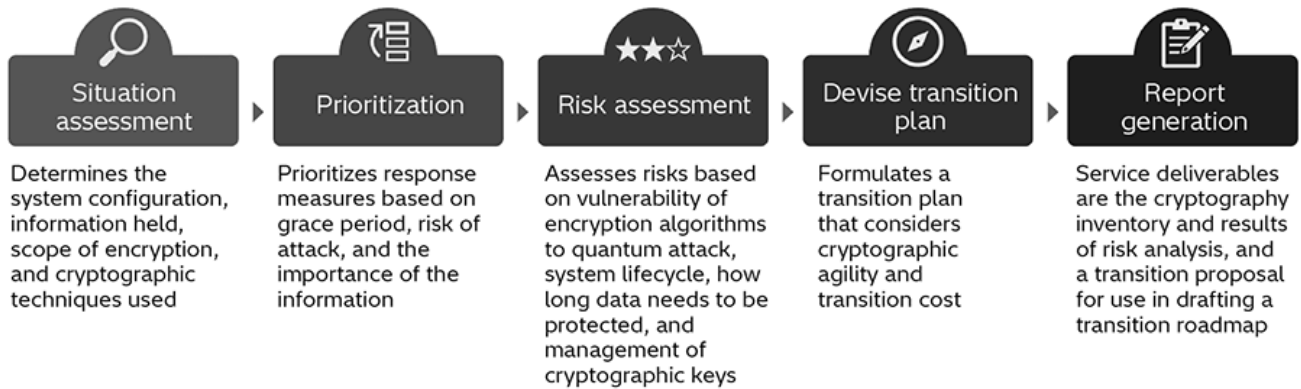 Situation
assessment
Prioritization
Risk assessment
Devise transition
plan
Report
generation
Determines the
system configuration,
information held,
scope of encryption,
and cryptographic
techniques used
Prioritizes response
measures based on
grace period, risk of
attack, and the
importance of the
information
Assesses risks based
on vulnerability of
encryption algorithms
to quantum attack,
system lifecycle, how
long data needs to be
protected, and
management of
cryptographic keys
Formulates a
transition plan
that considers
cryptographic
agility and
transition cost
Service deliverables
are the cryptography
inventory and results
of risk analysis, and
a transition proposal
for use in drafting a
transition roadmap